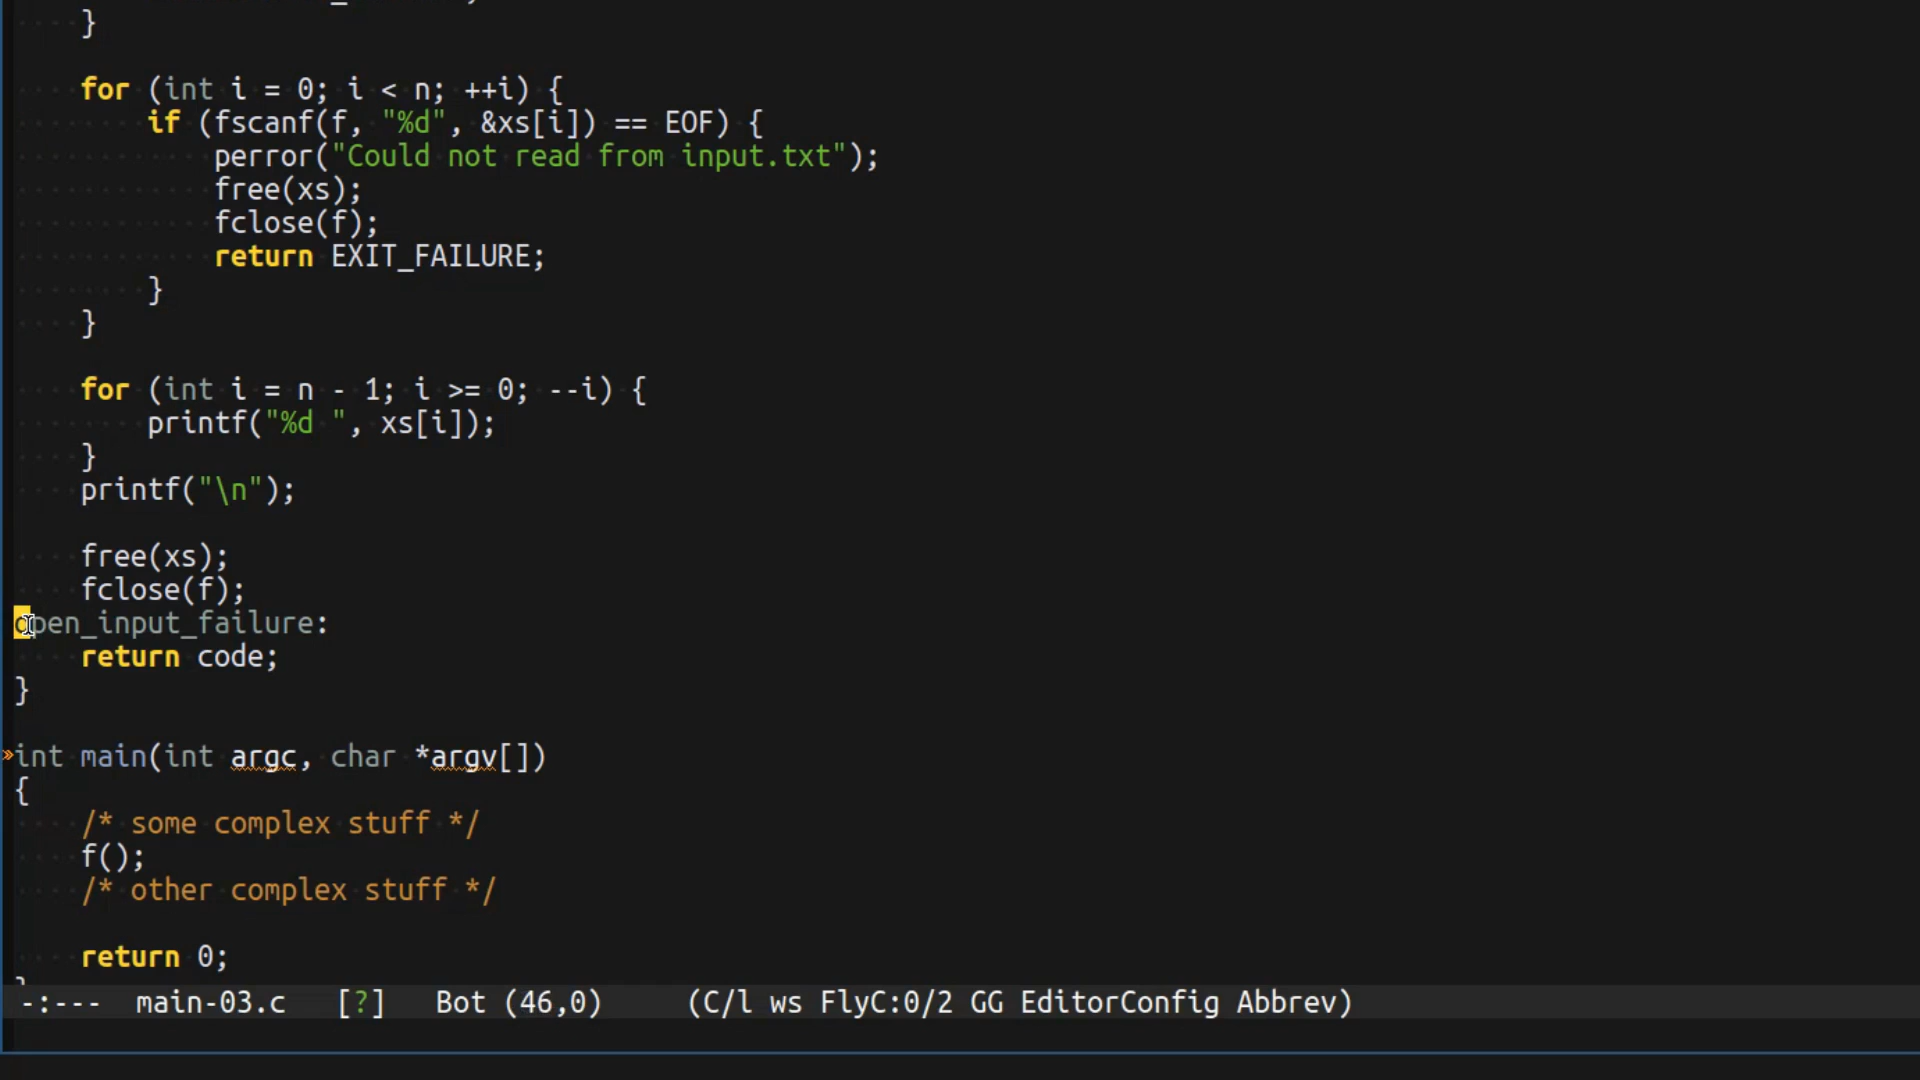 }
for (int i = 0; i < n; ++i) {
if (fscanf(f, "%d", &xs[i]) == EOF) {
perror("Could not read from input.txt");
free(xs);
fclose(f);
return EXIT_FAILURE;
}
}
for (int i = n - 1; i >= 0; --i) {
printf("%d ", xs[i]);
}
printf("\n");
free(xs);
fclose(f);
open_input_failure:
return code;
}
int main(int argc, char *argv[])
{
/* some complex stuff */
f();
/* other complex stuff */
return 0;
-:--- main-03.c [?] Bot (46,0) (C/l ws FlyC:0/2 GG EditorConfig Abbrev)